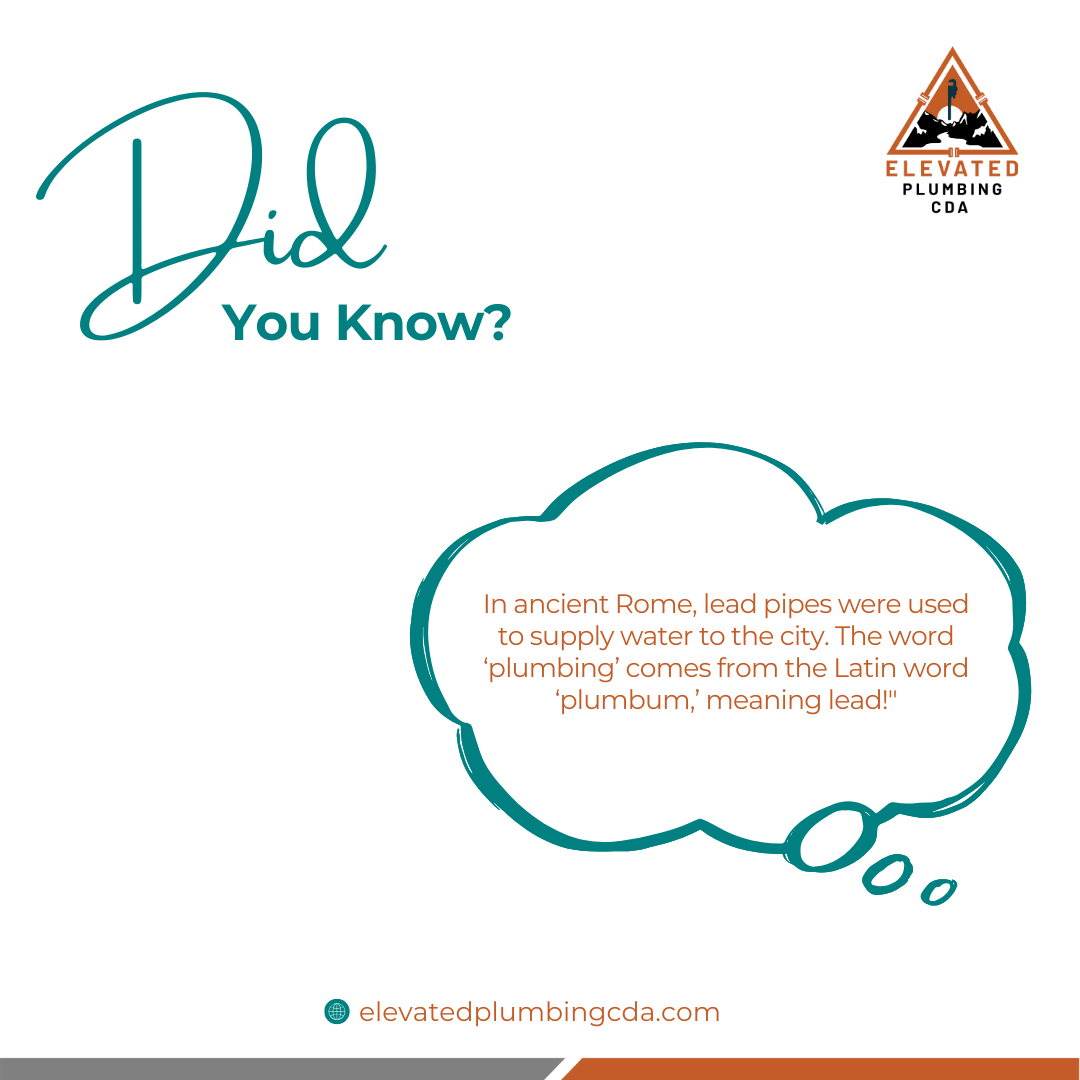 Did
You Know?
ELEVATED
PLUMBING
CDA
In ancient Rome, lead pipes were used
to supply water to the city. The word
‘plumbing’ comes from the Latin word
‘plumbum,’ meaning lead!"
elevatedplumbingcda.com